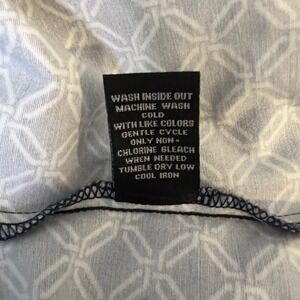 WASH INSIDE OUT
MACHINE WASH
COLD
WITH LIKE COLORS
GENTLE CYCLE
ONLY NON -
CHLORINE BLEACH
WHEN NEEDED
TUMBLE DRY LOW
COOL IRON